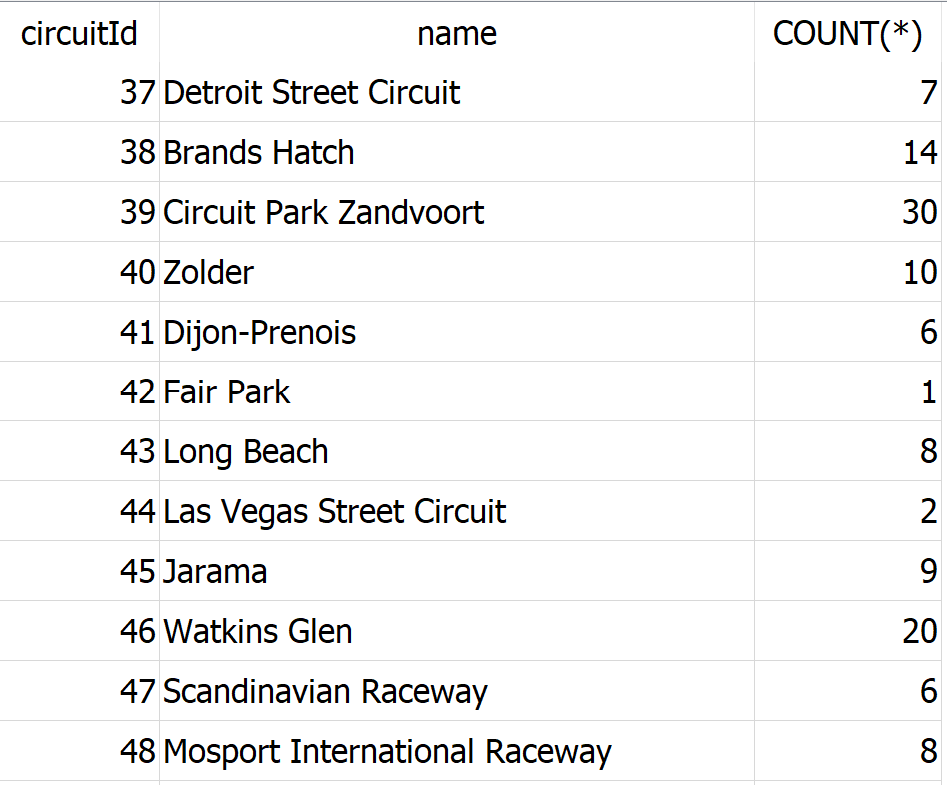 circuitId name COUNT(*)
37 Detroit Street Circuit 7
38 Brands Hatch 14
39 Circuit Park Zandvoort 30
40 Zolder 10
41 Dijon-Prenois 6
42 Fair Park 1
43 Long Beach 8
44 Las Vegas Street Circuit 2
45 Jarama 9
46 Watkins Glen 20
47 Scandinavian Raceway 6
48 Mosport International Raceway 8